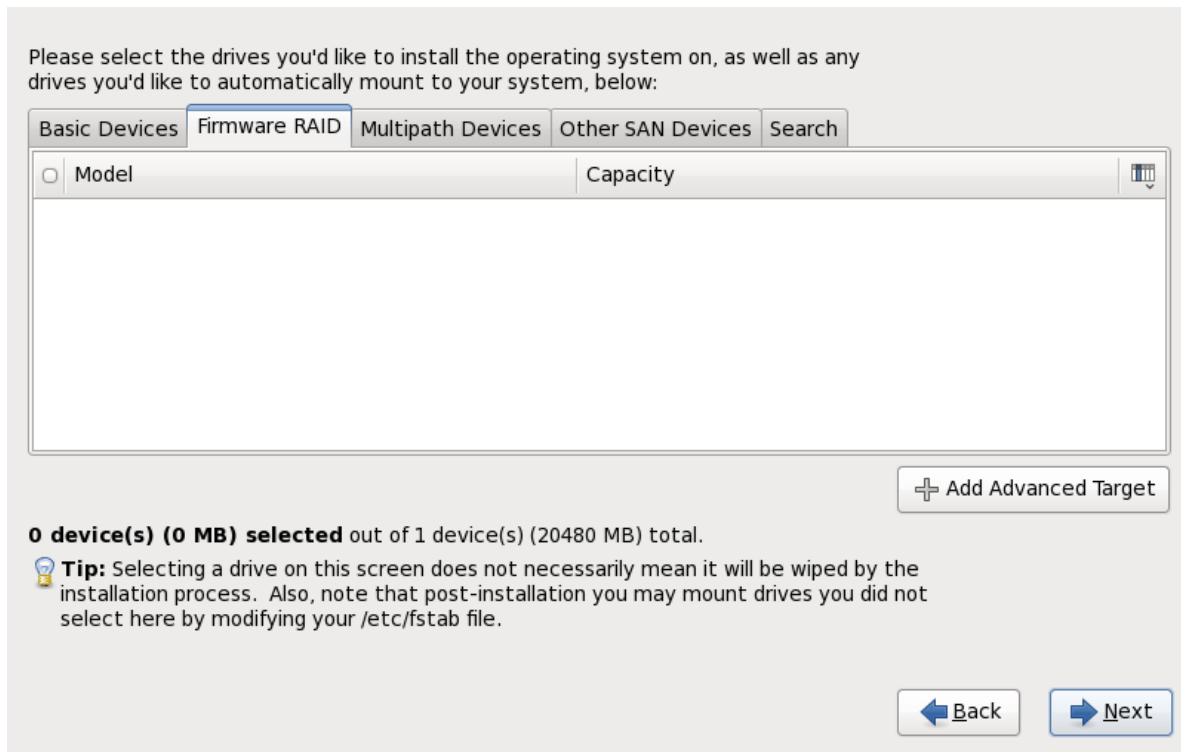 Please select the drives you'd like to install the operating system on, as well as any
drives you'd like to automatically mount to your system, below:
Basic Devices Firmware RAID Multipath Devices Other SAN Devices Search
Model Capacity
Add Advanced Target
0 device(s) (0 MB) selected out of 1 device(s) (20480 MB) total.
Tip: Selecting a drive on this screen does not necessarily mean it will be wiped by the
installation process. Also, note that post-installation you may mount drives you did not
select here by modifying your /etc/fstab file.
Back Next